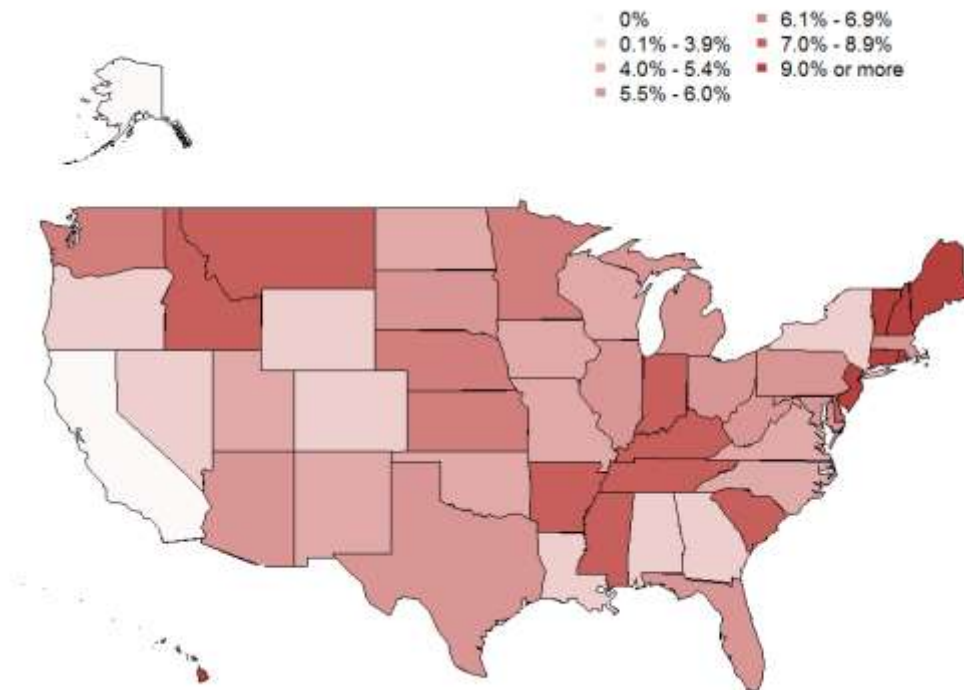 0%
0.1% - 3.9%
4.0% - 5.4%
5.5% - 6.0%
6.1% - 6.9%
7.0% - 8.9%
9.0% or more